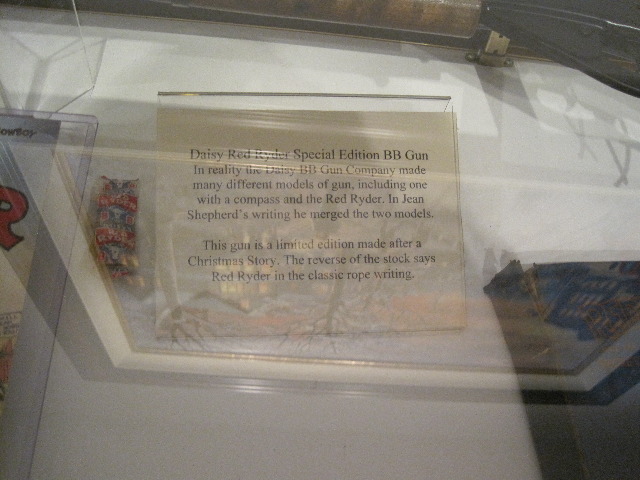 COWBOY
R
Daisy Red Ryder Special Edition BB Gun
In reality the Daisy BB Gun Company made
many different models of gun, including one
with a compass and the Red Ryder. In Jean
Shepherd's writing he merged the two models.
This gun is a limited edition made after a
Christmas Story. The reverse of the stock says
Red Ryder in the classic rope writing.